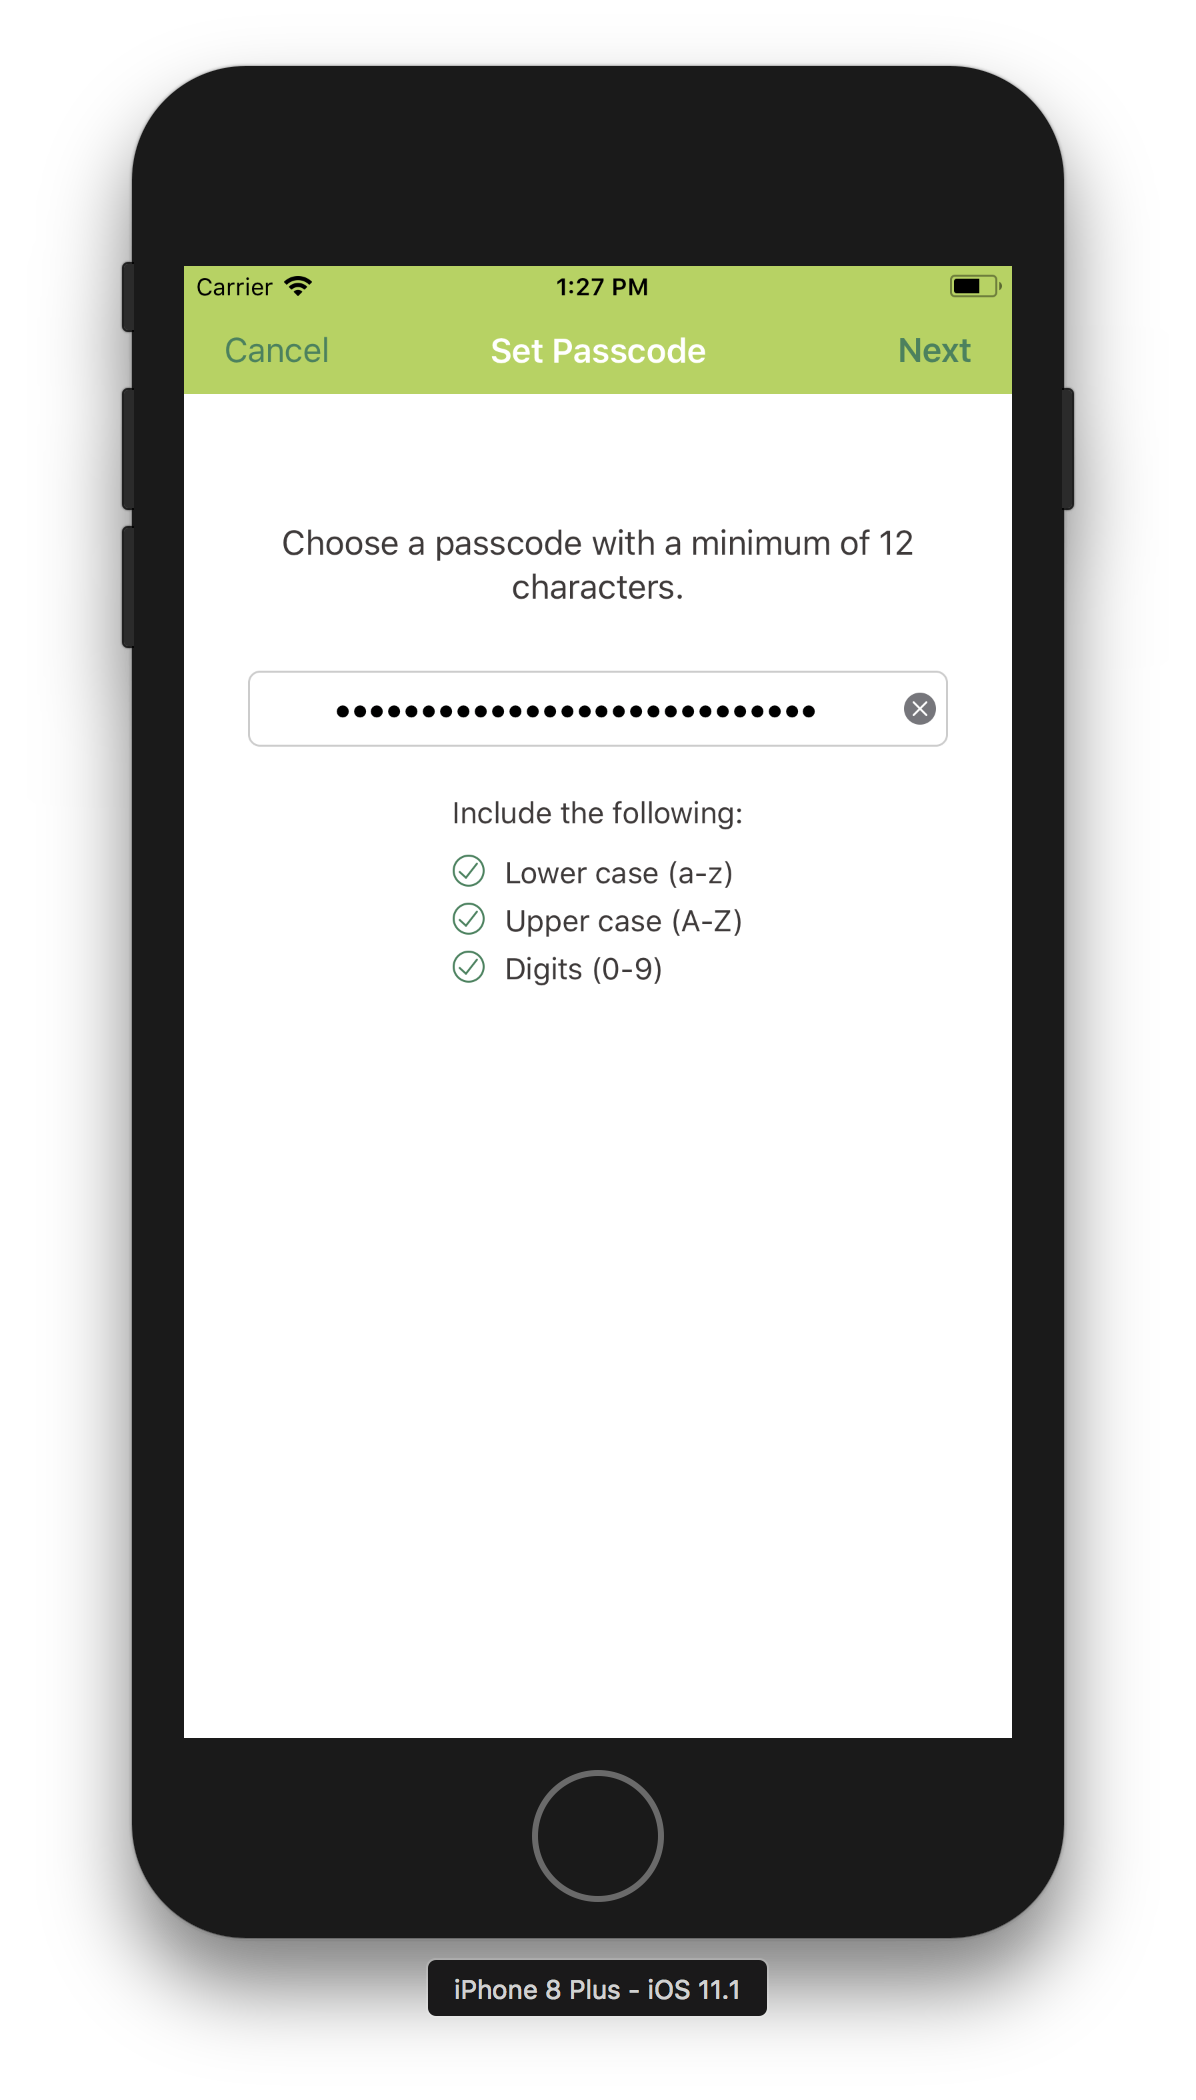 Carrier 1:27 PM
Cancel Set Passcode Next
Choose a passcode with a minimum of 12
characters.
••••••••••••••••••••••••••••
Include the following:
Lower case (a-z)
Upper case (A-Z)
Digits (0-9)
iPhone 8 Plus - iOS 11.1